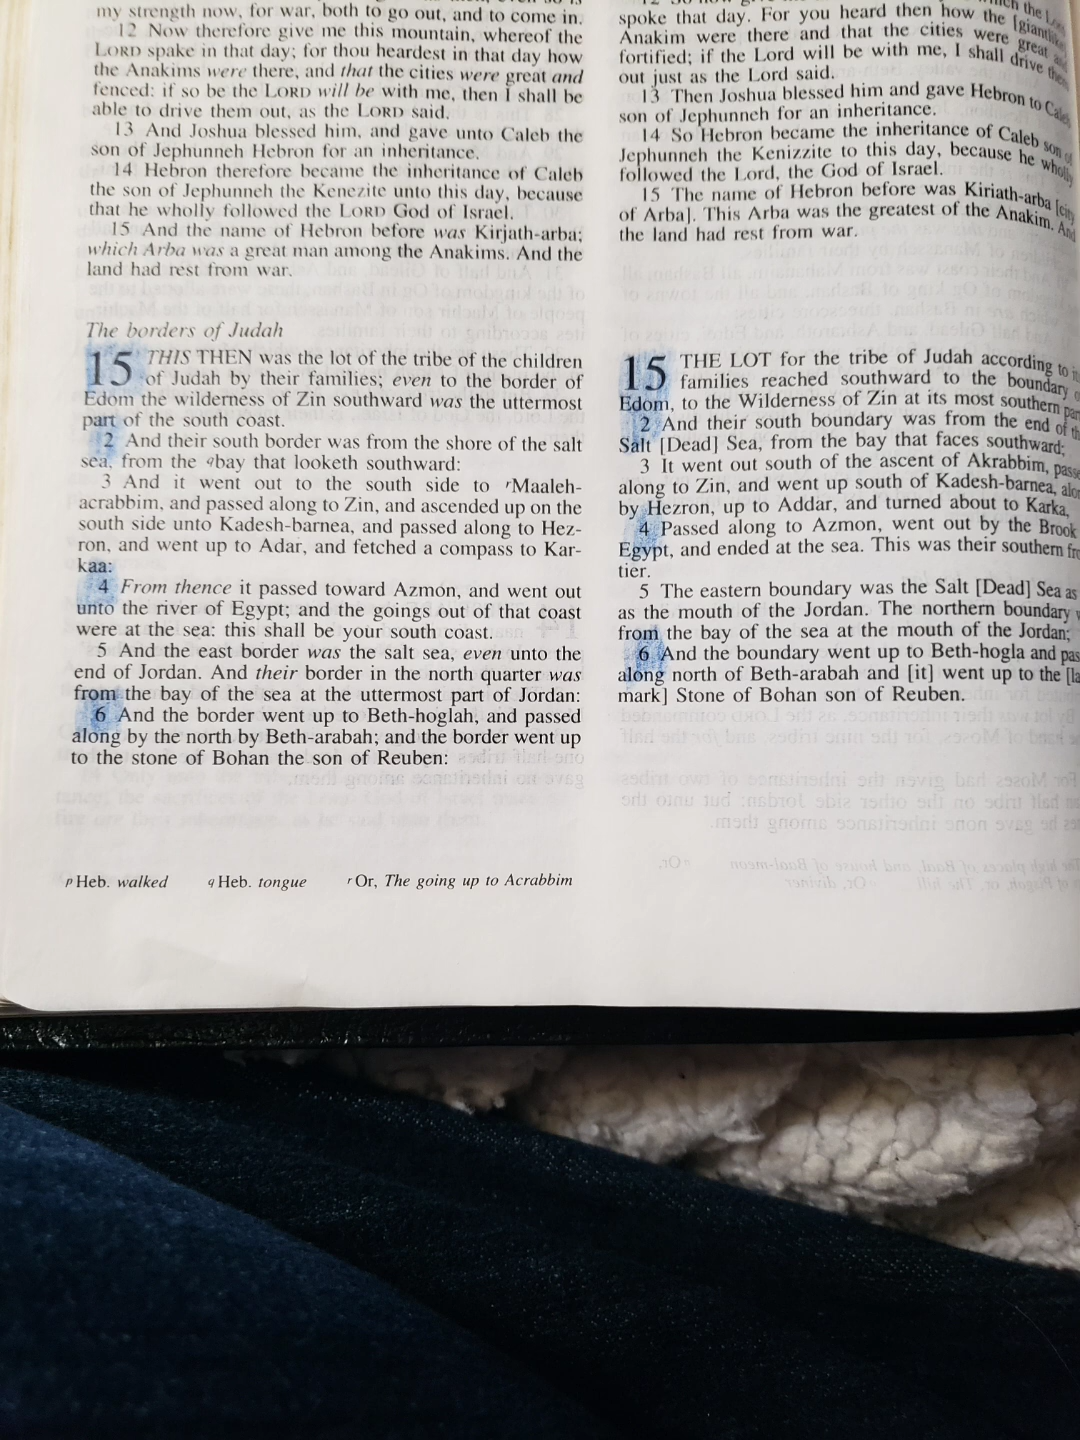 my strength now, for war, both to go out, and to come in.
12 Now therefore give me this mountain, whereof the
LORD spake in that day; for thou heardest in that day how
the Anakims were there, and that the cities were great and
fenced: if so be the LORD will be with me, then I shall be
able to drive them out, as the LORD said.
13 And Joshua blessed him, and gave unto Caleb the
son of Jephunneh Hebron for an inheritance.
14 Hebron therefore became the inheritance of Caleb
the son of Jephunneh the Kenezite unto this day, because
that he wholly followed the LORD God of Israel.
15 And the name of Hebron before was Kirjath-arba;
which Arba was a great man among the Anakims. And the
land had rest from war.
The borders of Judah
15 THIS THEN was the lot of the tribe of the children
of Judah by their families; even to the border of
Edom the wilderness of Zin southward was the uttermost
part of the south coast.
2 And their south border was from the shore of the salt
sea, from the qbay that looketh southward:
3 And it went out to the south side to rMaaleh-
acrabbim, and passed along to Zin, and ascended up on the
south side unto Kadesh-barnea, and passed along to Hez-
ron, and went up to Adar, and fetched a compass to Kar-
kaa:
4 From thence it passed toward Azmon, and went out
unto the river of Egypt; and the goings out of that coast
were at the sea: this shall be your south coast.
5 And the east border was the salt sea, even unto the
end of Jordan. And their border in the north quarter was
from the bay of the sea at the uttermost part of Jordan:
6 And the border went up to Beth-hoglah, and passed
along by the north by Beth-arabah; and the border went up
to the stone of Bohan the son of Reuben:
p Heb. walked q Heb. tongue r Or, The going up to Acrabbim
spoke that day. For you heard then how the [giantlike]
Anakim were there and that the cities were great and
fortified; if the Lord will be with me, I shall drive them
out just as the Lord said.
13 Then Joshua blessed him and gave Hebron to Caleb
son of Jephunneh for an inheritance.
14 So Hebron became the inheritance of Caleb son of
Jephunneh the Kenizzite to this day, because he wholly
followed the Lord, the God of Israel.
15 The name of Hebron before was Kiriath-arba [city
of Arba]. This Arba was the greatest of the Anakim. And
the land had rest from war.
15 THE LOT for the tribe of Judah according to
families reached southward to the boundary
Edom, to the Wilderness of Zin at its most southern
2 And their south boundary was from the end of
Salt [Dead] Sea, from the bay that faces southward;
3 It went out south of the ascent of Akrabbim,
along to Zin, and went up south of Kadesh-barnea,
by Hezron, up to Addar, and turned about to Karka,
4 Passed along to Azmon, went out by the Brook
Egypt, and ended at the sea. This was their southern
tier.
5 The eastern boundary was the Salt [Dead] Sea as
as the mouth of the Jordan. The northern boundary
from the bay of the sea at the mouth of the Jordan;
6 And the boundary went up to Beth-hogla and
along north of Beth-arabah and [it] went up to the
mark] Stone of Bohan son of Reuben.